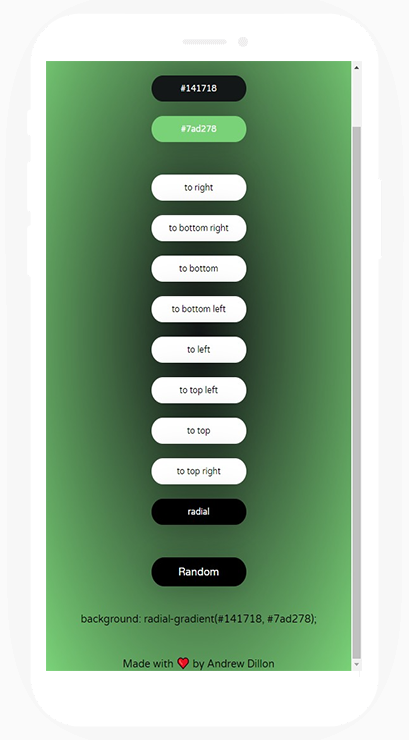 #141718
#7ad278
to right
to bottom right
to bottom
to bottom left
to left
to top left
to top
to top right
radial
Random
background: radial-gradient(#141718, #7ad278);
Made with ❤️ by Andrew Dillon